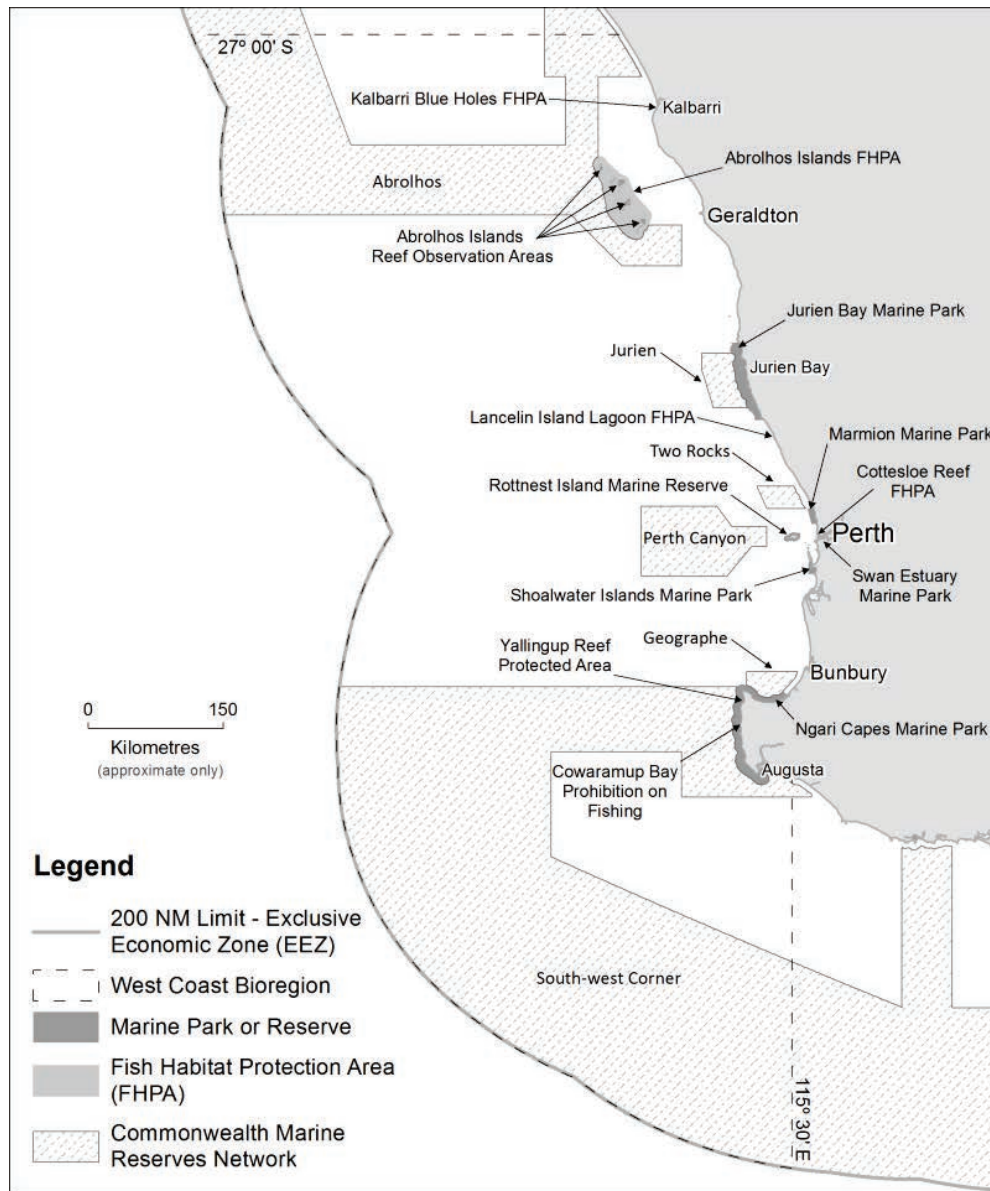 27° 00' S
Kalbarri Blue Holes FHPA
Kalbarri
Abrolhos Islands FHPA
Abrolhos
Geraldton
Abrolhos Islands
Reef Observation Areas
Jurien Bay Marine Park
Jurien
Jurien Bay
Lancelin Island Lagoon FHPA
Marmion Marine Park
Two Rocks
Cottesloe Reef
FHPA
Rottnest Island Marine Reserve
Perth Canyon
Perth
Swan Estuary
Marine Park
Shoalwater Islands Marine Park
Geographe
Yallingup Reef
Protected Area
Bunbury
Ngari Capes Marine Park
0 150
Kilometres
(approximate only)
Cowaramup Bay
Prohibition on
Fishing
Augusta
South-west Corner
115° 30' E
Legend
200 NM Limit - Exclusive
Economic Zone (EEZ)
West Coast Bioregion
Marine Park or Reserve
Fish Habitat Protection Area
(FHPA)
Commonwealth Marine
Reserves Network